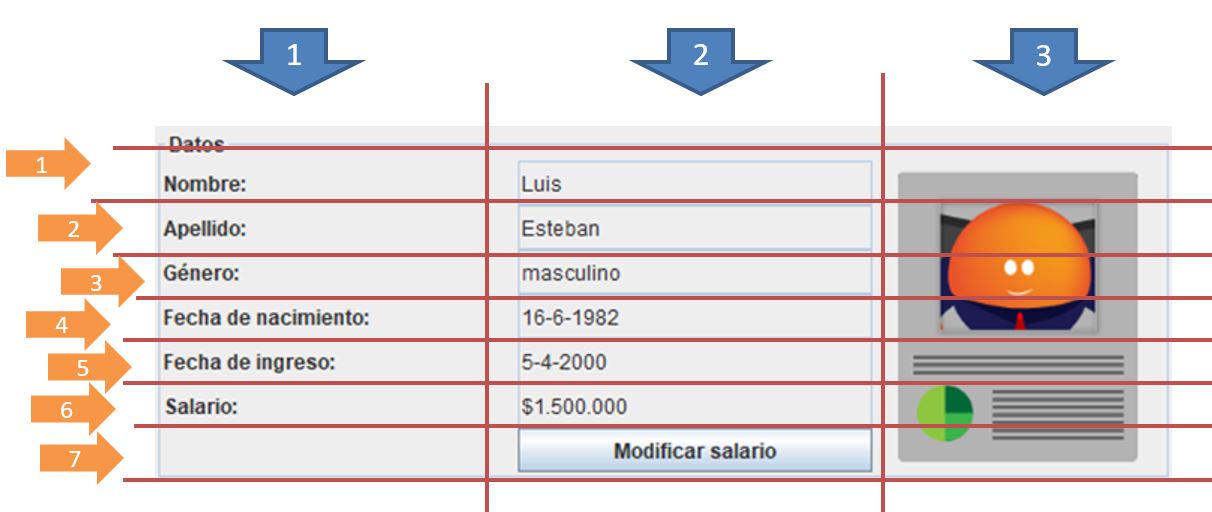 1 2 3
Datos
1
Nombre: Luis
2 Apellido: Esteban
3 Género: masculino
4 Fecha de nacimiento: 16-6-1982
5 Fecha de ingreso: 5-4-2000
6 Salario: $1.500.000
7 Modificar salario